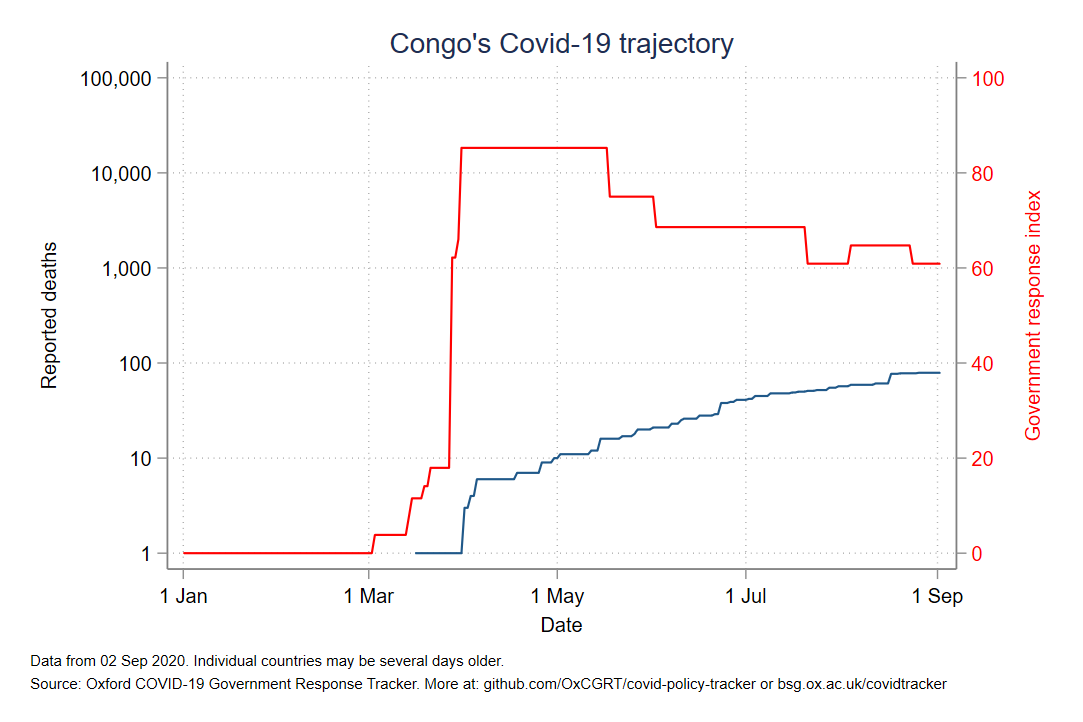 Congo's Covid-19 trajectory
100,000
10,000
1,000
100
10
1
Reported deaths
100
80
60
40
20
0
Government response index
1 Jan
1 Mar
1 May
1 Jul
1 Sep
Date
Data from 02 Sep 2020. Individual countries may be several days older.
Source: Oxford COVID-19 Government Response Tracker. More at: github.com/OxCGRT/covid-policy-tracker or bsg.ox.ac.uk/covidtracker